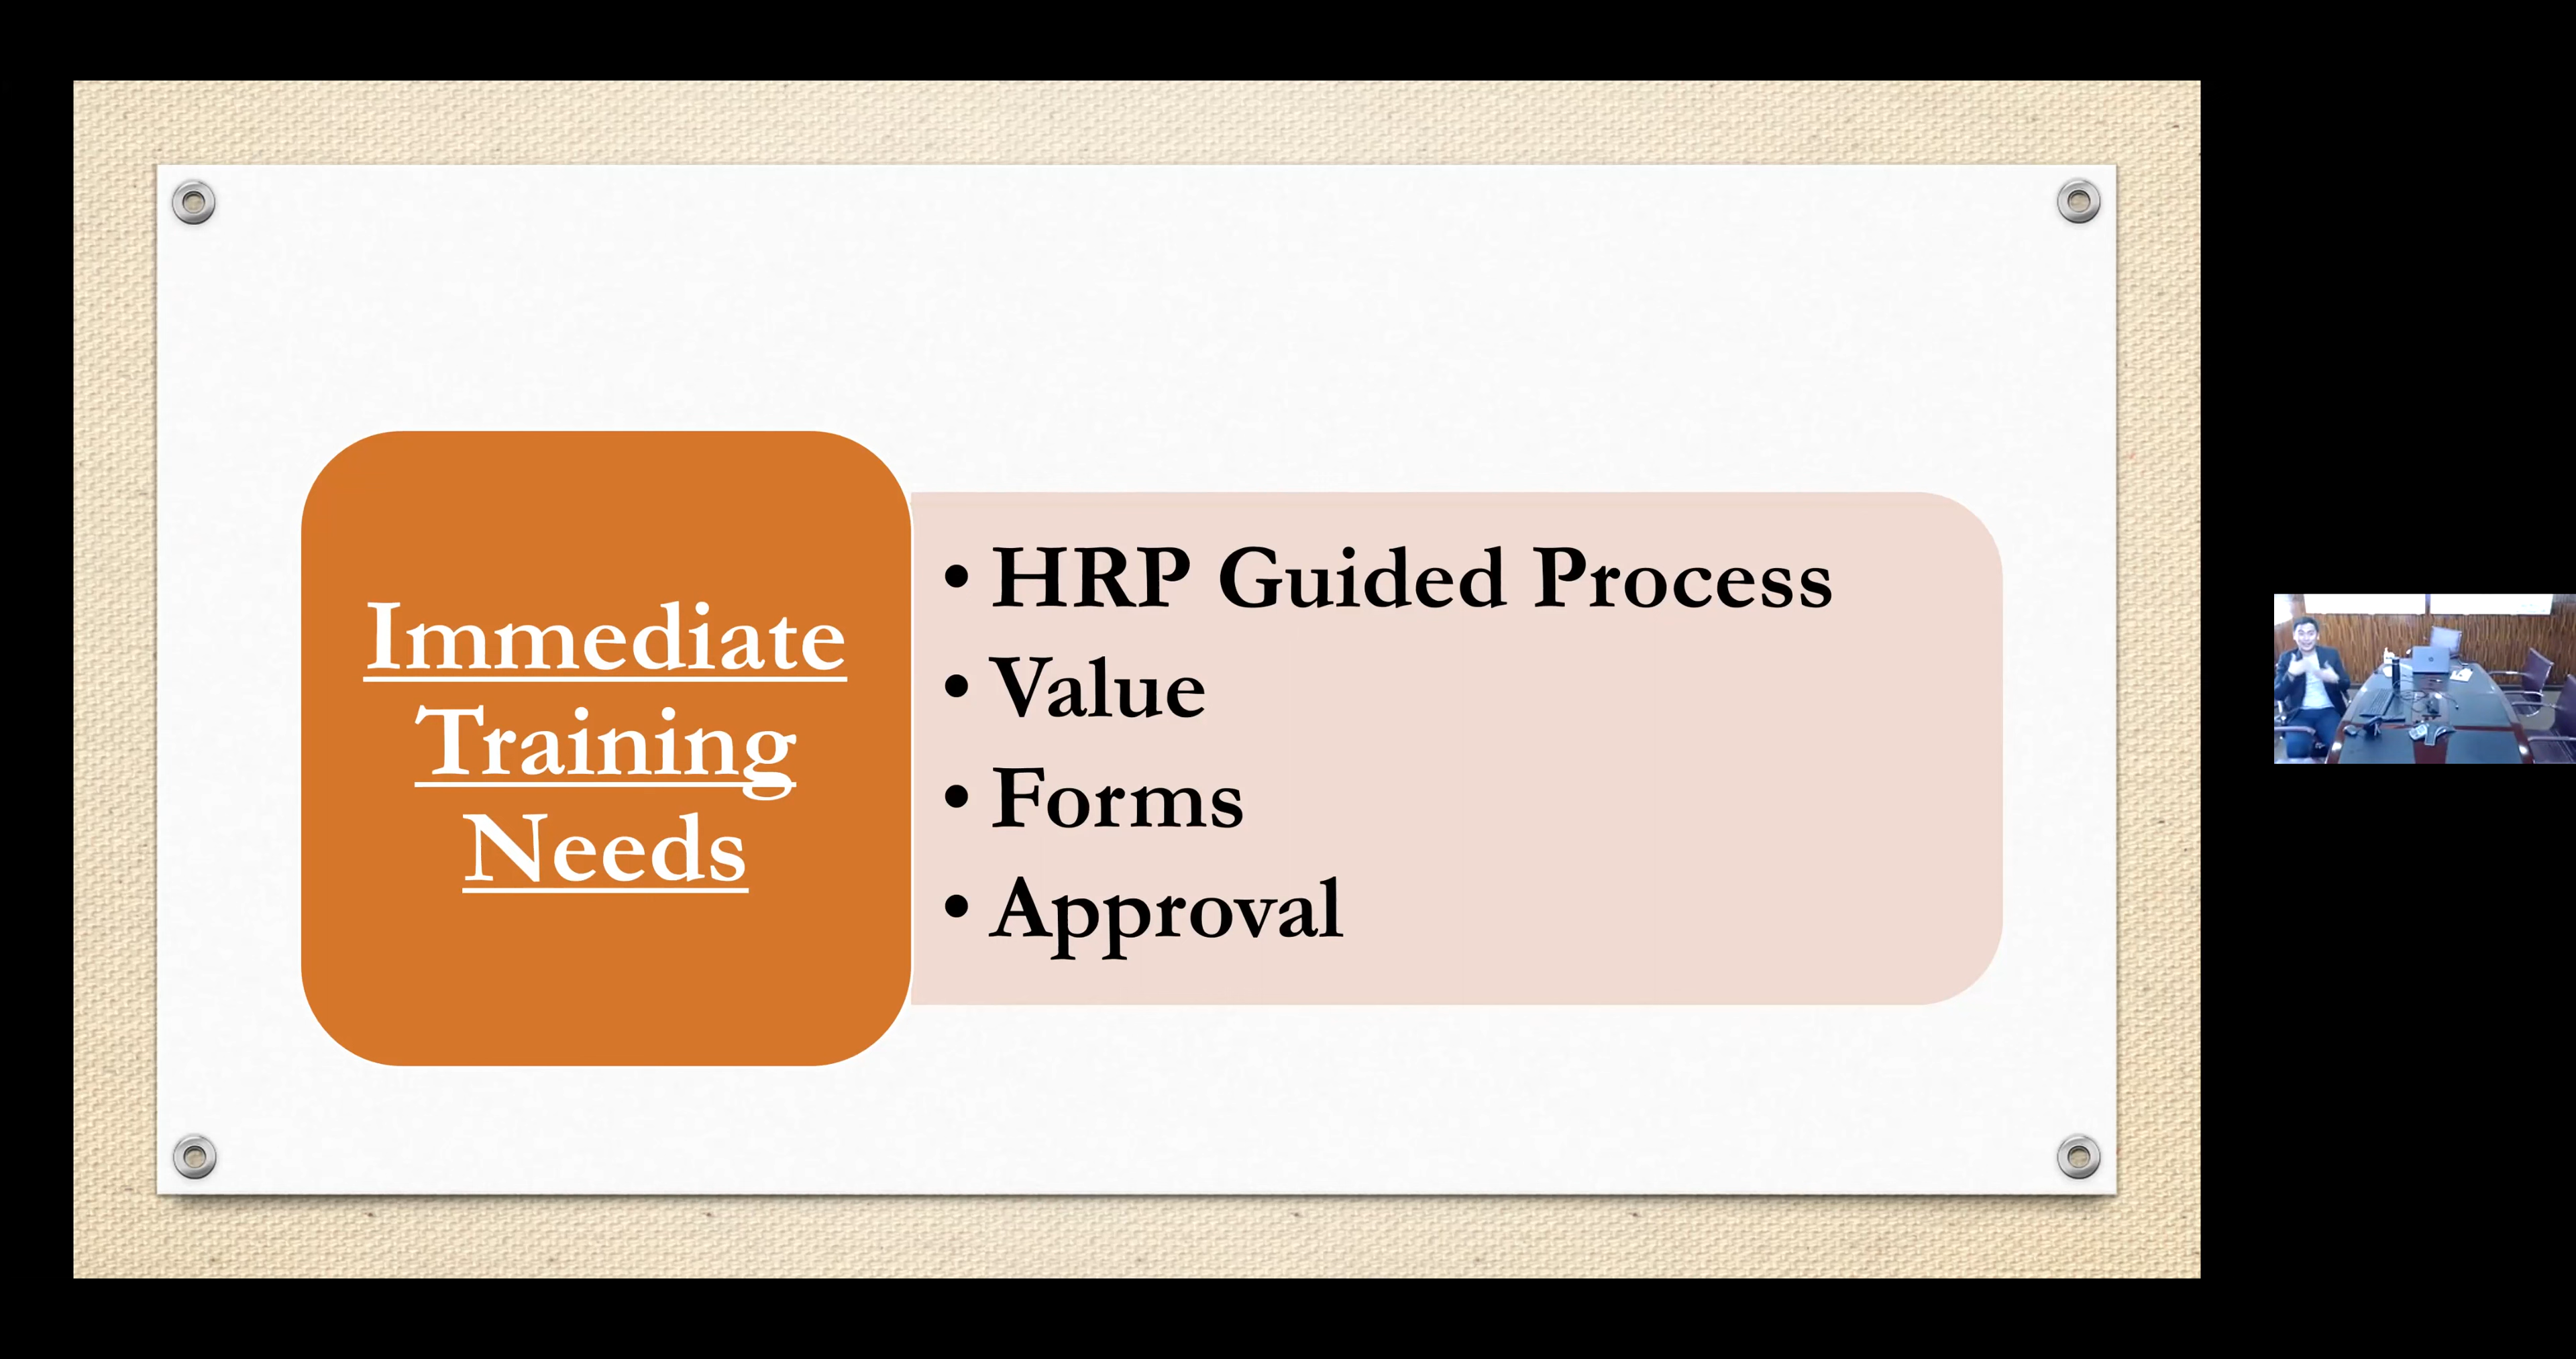 Immediate
Training
Needs
• HRP Guided Process
• Value
• Forms
• Approval